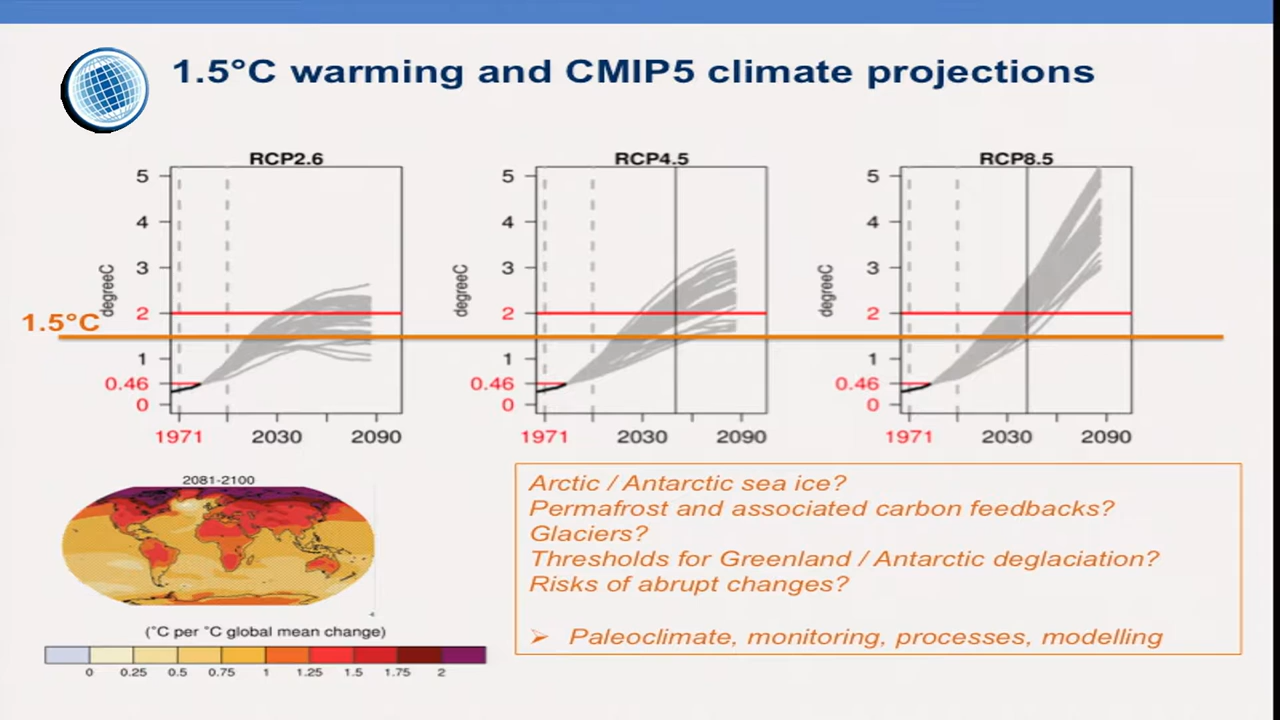 1.5°C warming and CMIP5 climate projections
RCP2.6
5
4
3
2
1
0.46
0
degreeC
1971
2030
2090
RCP4.5
5
4
3
2
1
0.46
0
degreeC
1971
2030
2090
RCP8.5
5
4
3
2
1
0.46
0
degreeC
1971
2030
2090
1.5°C
2081-2100
(°C per °C global mean change)
0 0.25 0.5 0.75 1 1.25 1.5 1.75 2
Arctic / Antarctic sea ice?
Permafrost and associated carbon feedbacks?
Glaciers?
Thresholds for Greenland / Antarctic deglaciation?
Risks of abrupt changes?
➢ Paleoclimate, monitoring, processes, modelling